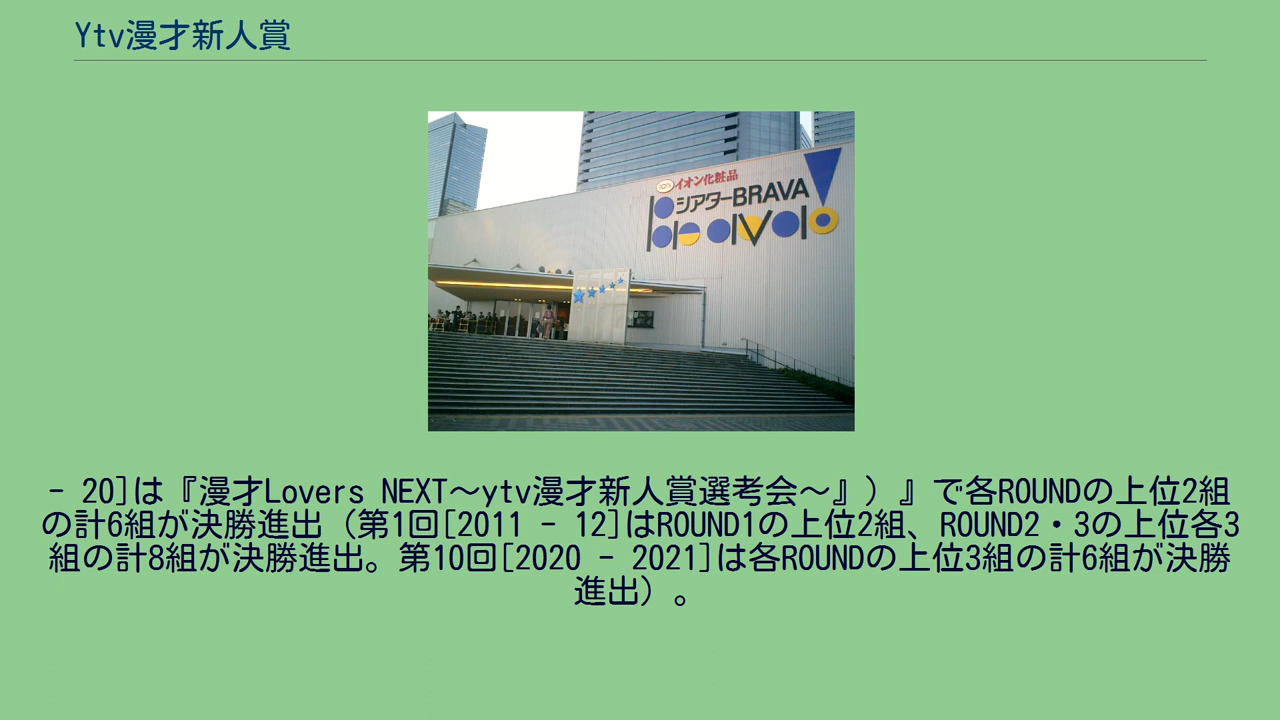 Ytv漫才新人賞
イオン化粧品
シアターBRAVA
bravo!
- 20]は『漫才Lovers NEXT～ytv漫才新人賞選考会～』）』で各ROUNDの上位2組
の計6組が決勝進出（第1回[2011 - 12]はROUND1の上位2組、ROUND2・3の上位各3
組の計8組が決勝進出。第10回[2020 - 2021]は各ROUNDの上位3組の計6組が決勝
進出）。